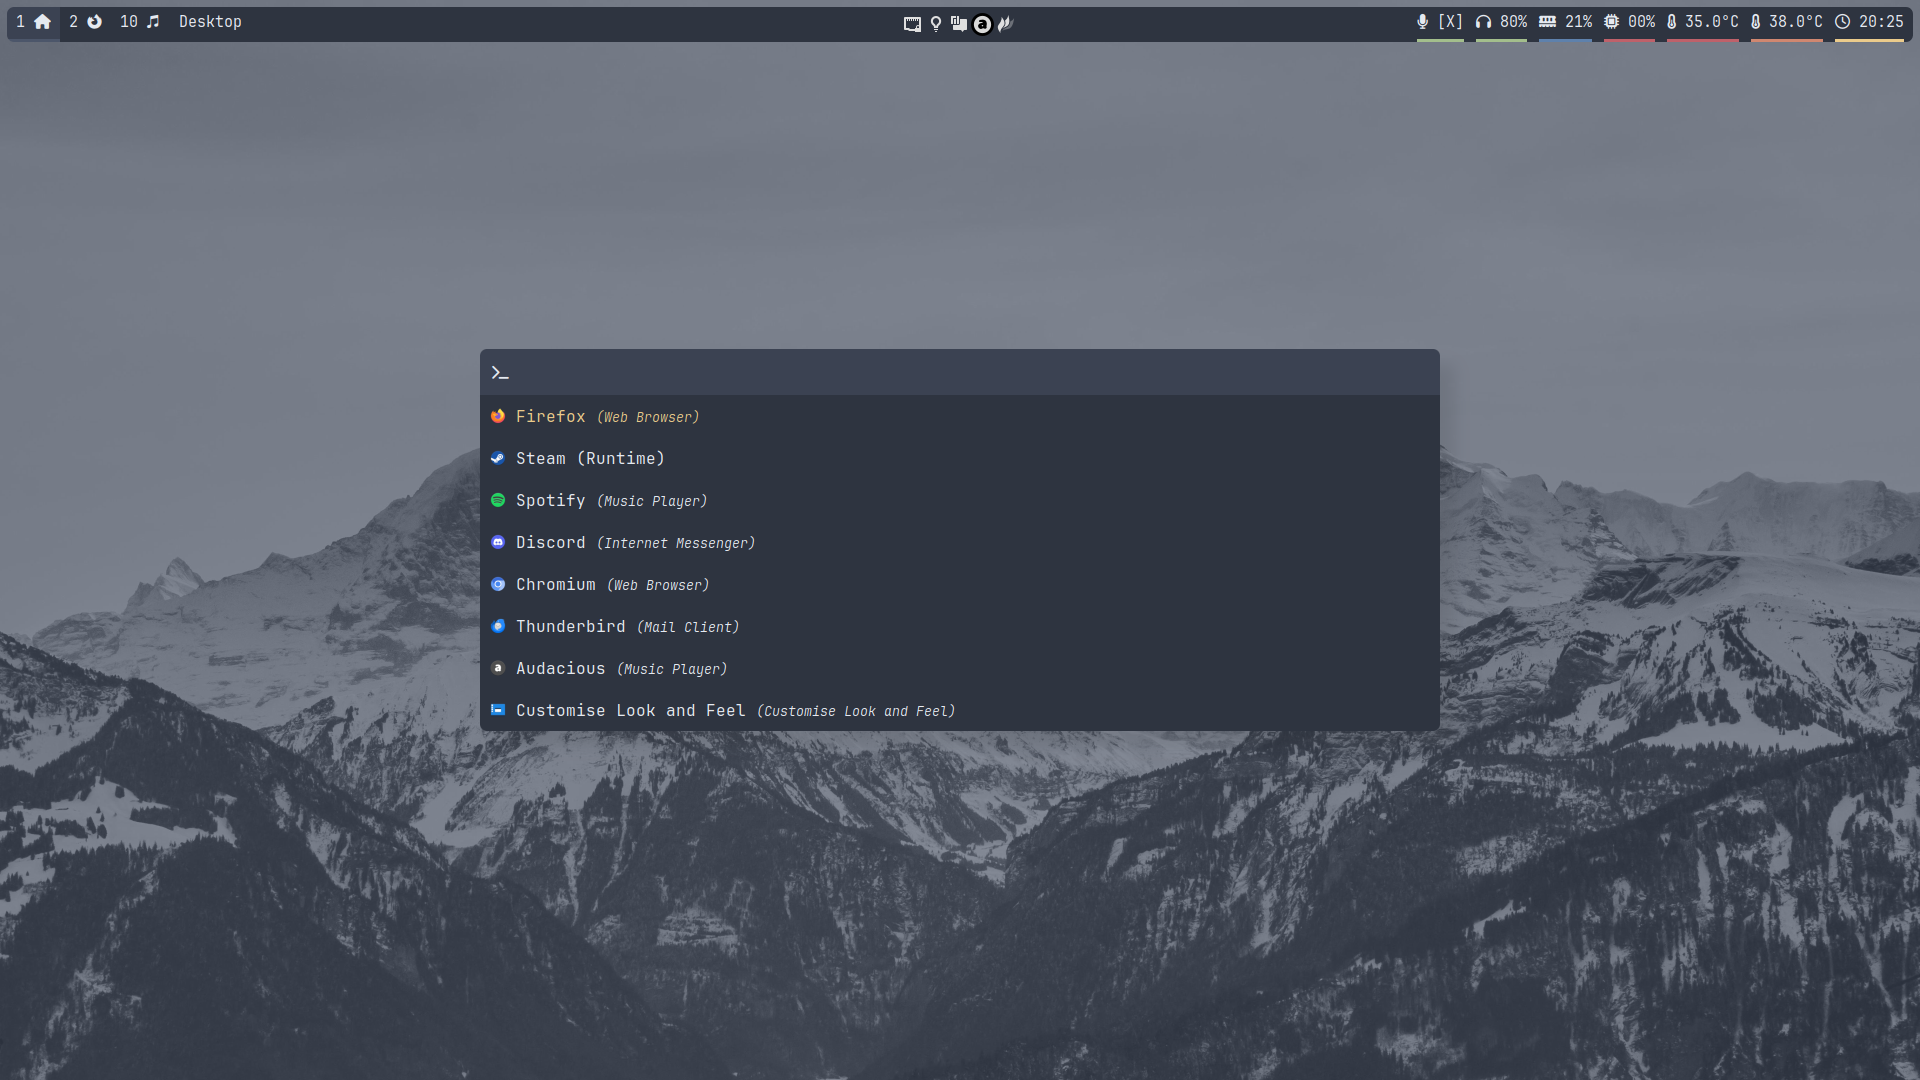 1 2 10 Desktop [X] 80% 21% 00% 35.0°C 38.0°C 20:25
Firefox (Web Browser)
Steam (Runtime)
Spotify (Music Player)
Discord (Internet Messenger)
Chromium (Web Browser)
Thunderbird (Mail Client)
Audacious (Music Player)
Customise Look and Feel (Customise Look and Feel)